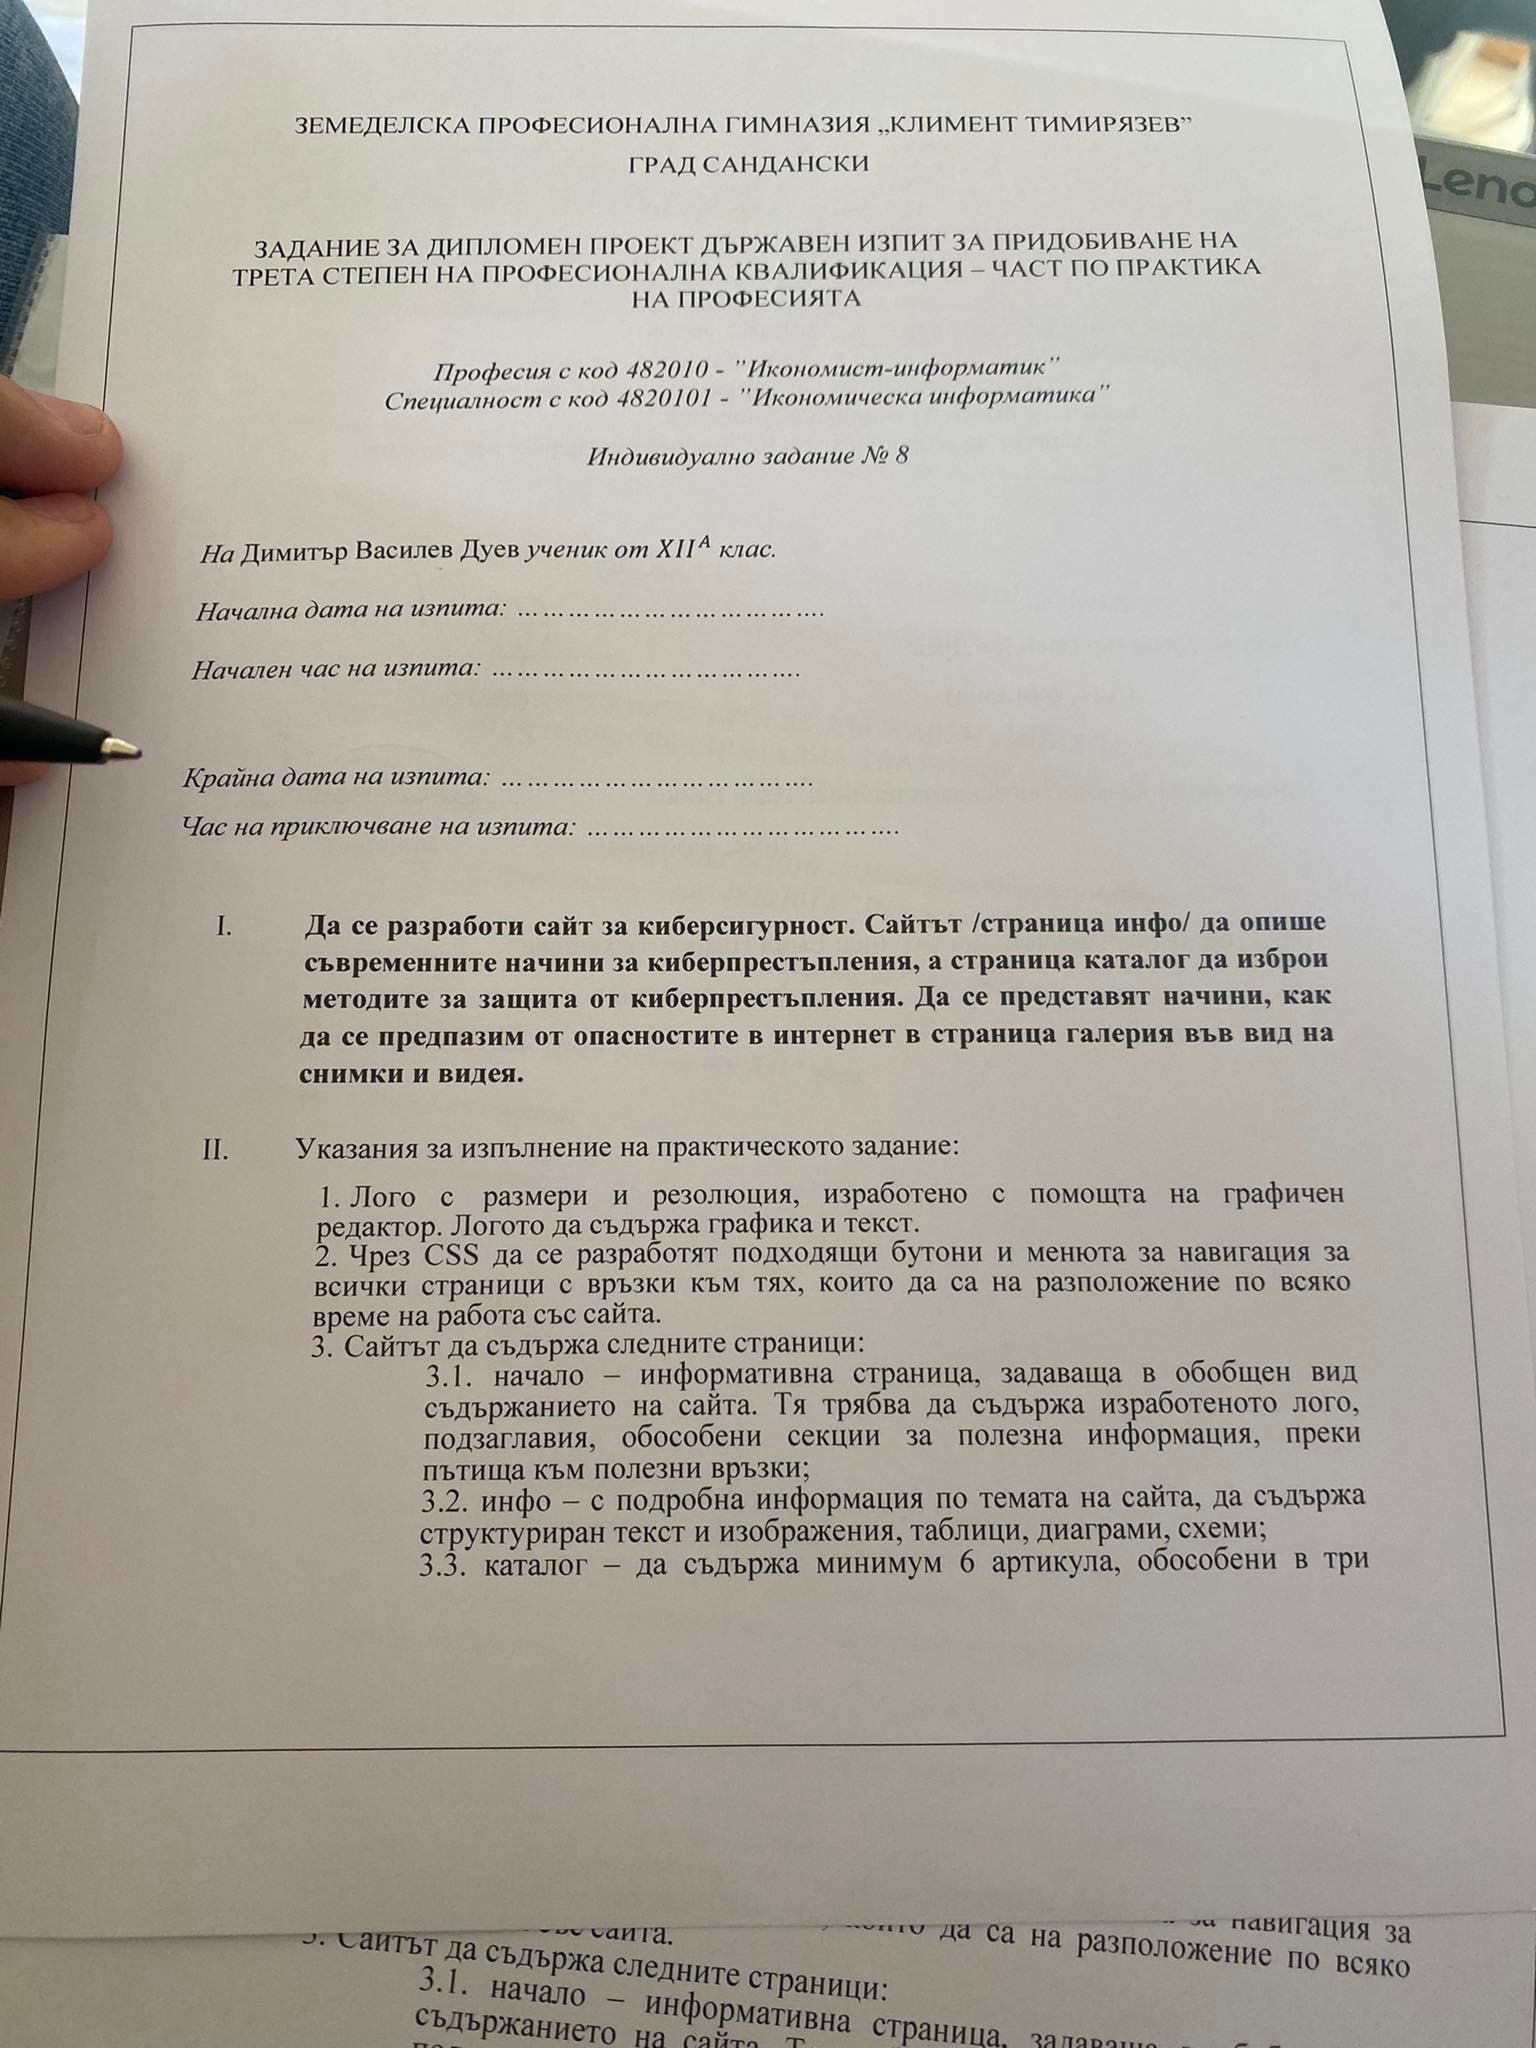 ЗЕМЕДЕЛСКА ПРОФЕСИОНАЛНА ГИМНАЗИЯ „КЛИМЕНТ ТИМИРЯЗЕВ”
ГРАД САНДАНСКИ
ЗАДАНИЕ ЗА ДИПЛОМЕН ПРОЕКТ ДЪРЖАВЕН ИЗПИТ ЗА ПРИДОБИВАНЕ НА
ТРЕТА СТЕПЕН НА ПРОФЕСИОНАЛНА КВАЛИФИКАЦИЯ – ЧАСТ ПО ПРАКТИКА
НА ПРОФЕСИЯТА
Професия с код 482010 - ”Икономист-информатик”
Специалност с код 4820101 - ”Икономическа информатика”
Индивидуално задание № 8
На Димитър Василев Дуев ученик от XIIᴬ клас.
Начална дата на изпита: ……………………………….
Начален час на изпита: ……………………………….
Крайна дата на изпита: ……………………………….
Час на приключване на изпита: ……………………………….
I. Да се разработи сайт за киберсигурност. Сайтът /страница инфо/ да опише
съвременните начини за киберпрестъпления, а страница каталог да изброи
методите за защита от киберпрестъпления. Да се представят начини, как
да се предпазим от опасностите в интернет в страница галерия във вид на
снимки и видея.
II. Указания за изпълнение на практическото задание:
1. Лого с размери и резолюция, изработено с помощта на графичен
редактор. Логото да съдържа графика и текст.
2. Чрез CSS да се разработят подходящи бутони и менюта за навигация за
всички страници с връзки към тях, които да са на разположение по всяко
време на работа със сайта.
3. Сайтът да съдържа следните страници:
3.1. начало – информативна страница, задаваща в обобщен вид
съдържанието на сайта. Тя трябва да съдържа изработеното лого,
подзаглавия, обособени секции за полезна информация, преки
пътища към полезни връзки;
3.2. инфо – с подробна информация по темата на сайта, да съдържа
структуриран текст и изображения, таблици, диаграми, схеми;
3.3. каталог – да съдържа минимум 6 артикула, обособени в три
сайта. които да са на разположение по всяко
навигация за
3. Сайтът да съдържа следните страници:
3.1. начало – информативна страница, задаваща
съдържанието на сайта.